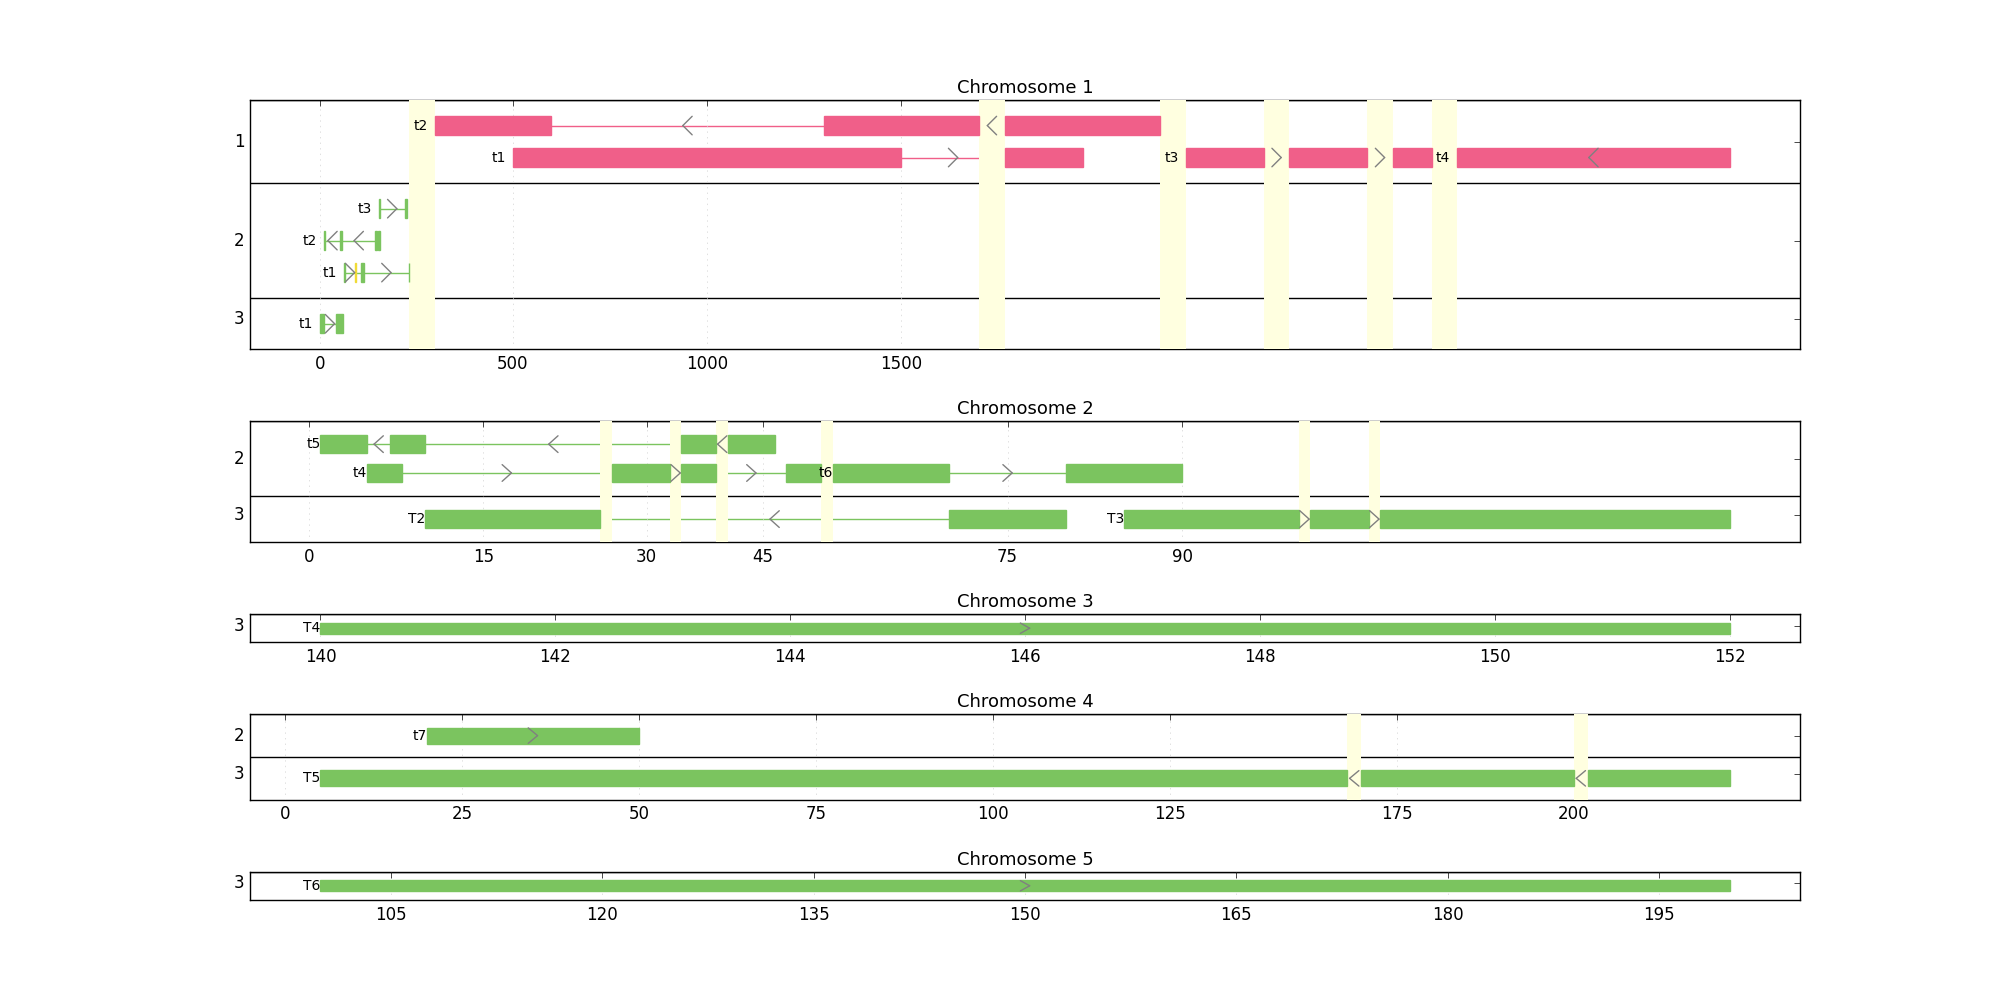 Chromosome 1
1
t2
t1 t3 t4
t3
2 t2
t1
3 t1
0 500 1000 1500
Chromosome 2
t5
2
t4 t6
3 T2 T3
0 15 30 45 75 90
Chromosome 3
3 T4
140 142 144 146 148 150 152
Chromosome 4
2 t7
3 T5
0 25 50 75 100 125 175 200
Chromosome 5
3 T6
105 120 135 150 165 180 195